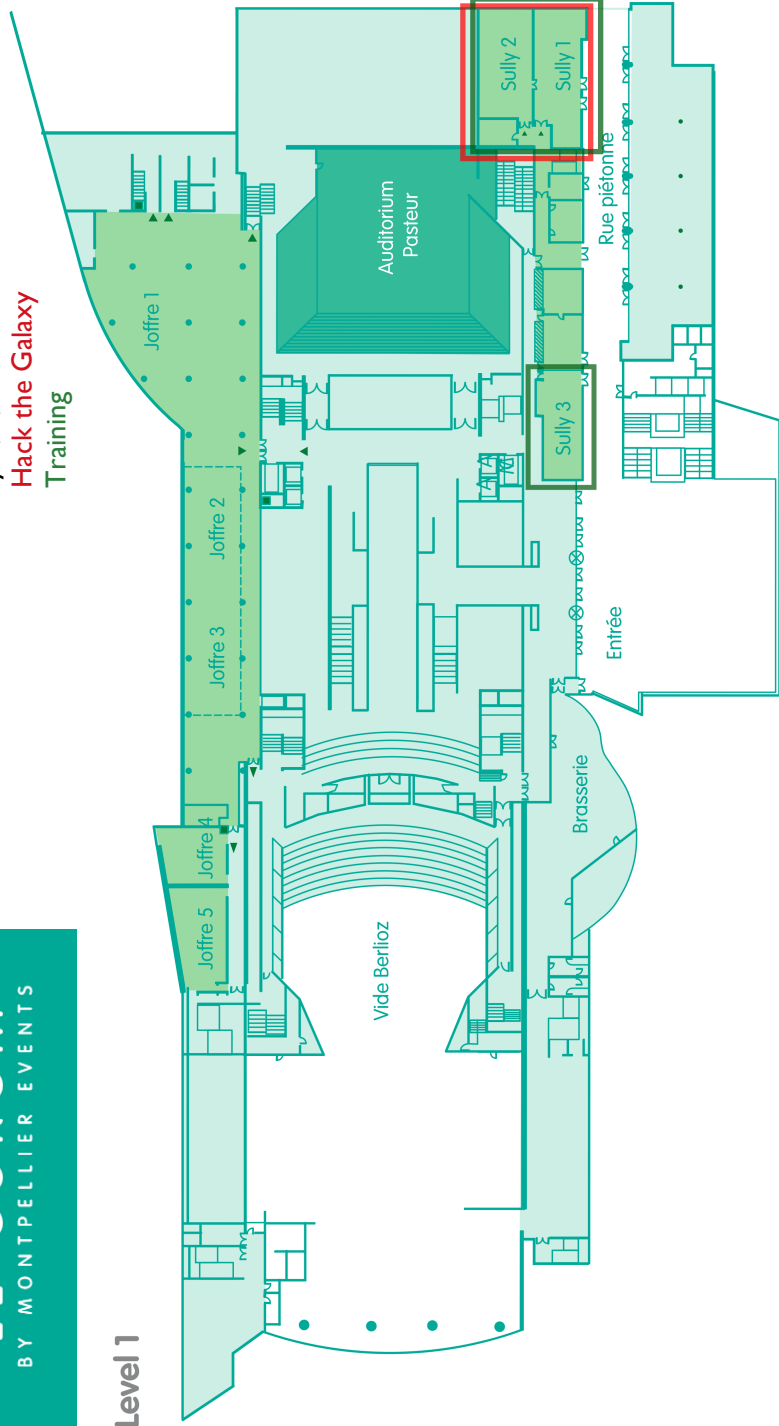 BY MONTPELLIER EVENTS
Level 1
Hack the Galaxy
Training
Joffre 1
Joffre 2
Joffre 3
Joffre 4
Joffre 5
Auditorium
Pasteur
Sully 2
Sully 1
Sully 3
Rue piétonne
Entrée
Brasserie
Vide Berlioz